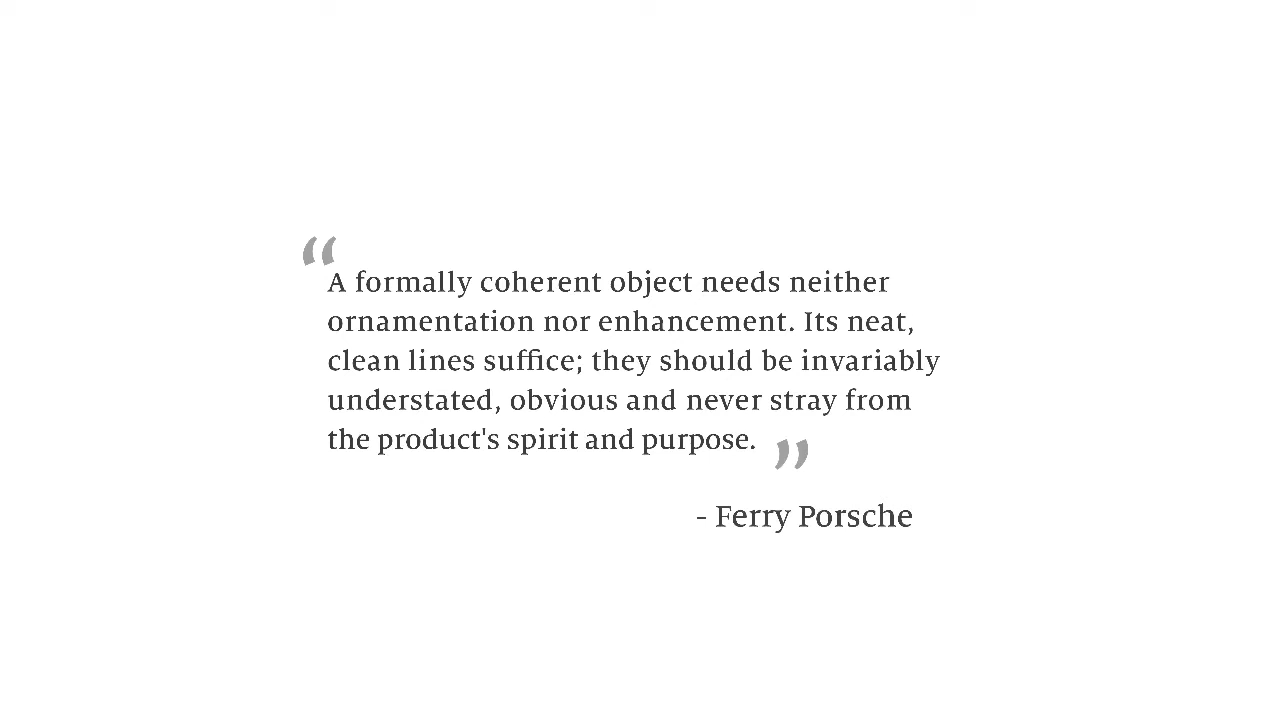 “A formally coherent object needs neither
ornamentation nor enhancement. Its neat,
clean lines suffice; they should be invariably
understated, obvious and never stray from
the product's spirit and purpose. ”
- Ferry Porsche